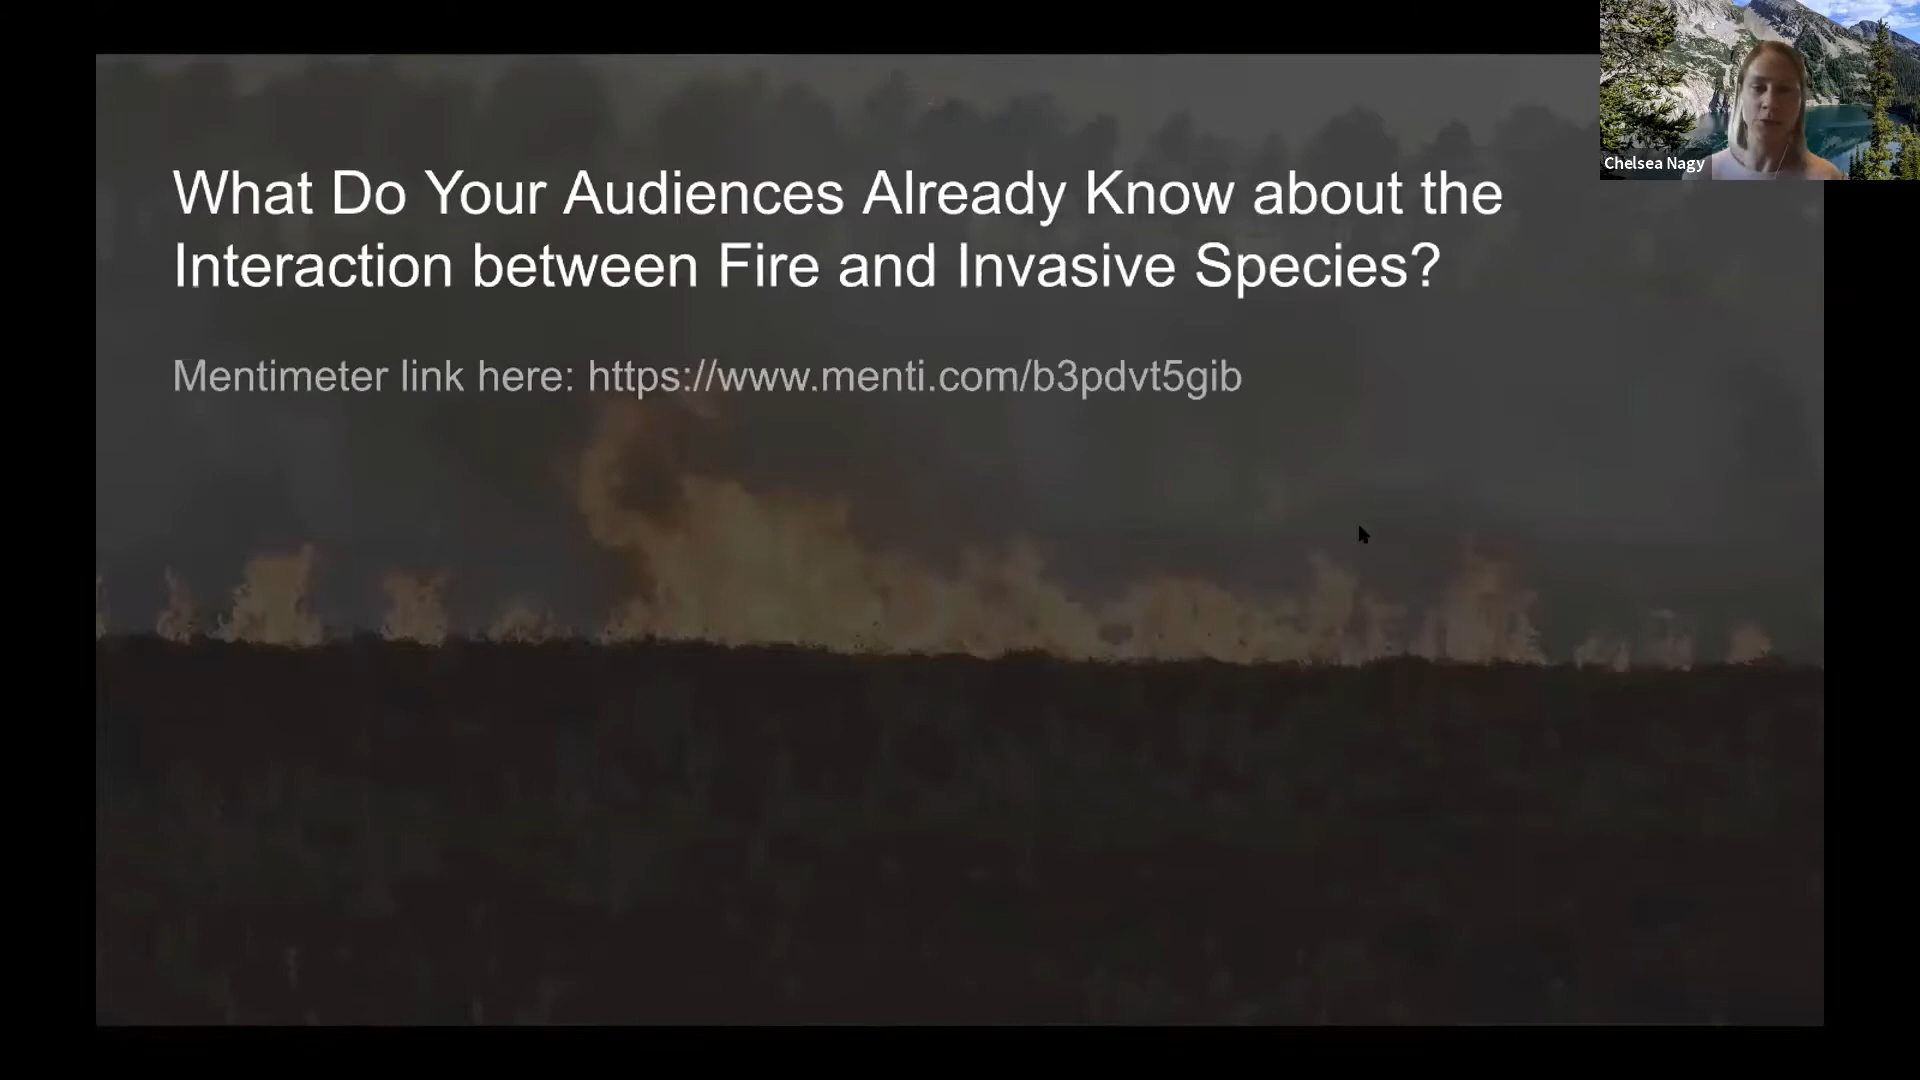 What Do Your Audiences Already Know about the
Interaction between Fire and Invasive Species?
Mentimeter link here: https://www.menti.com/b3pdvt5gib
Chelsea Nagy